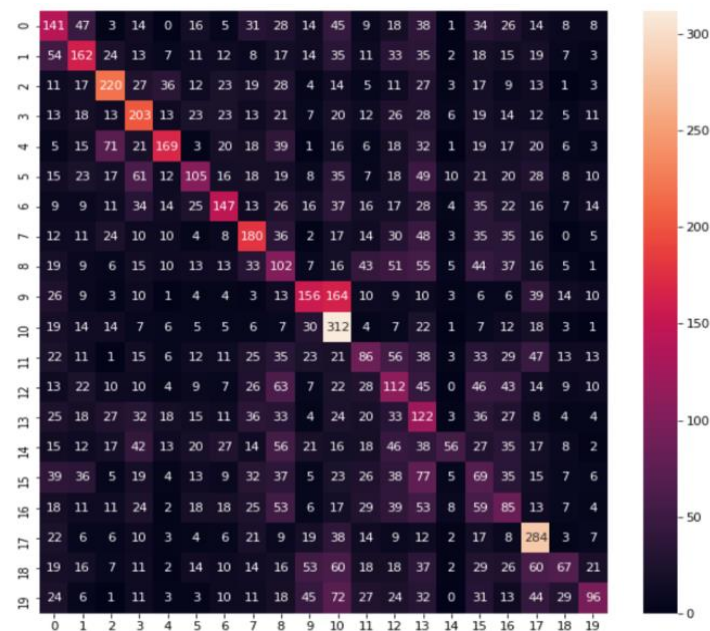 0 141 47 3 14 0 16 5 31 28 14 45 9 18 38 1 34 26 14 8 8
1 54 162 24 13 7 11 12 8 17 14 35 11 33 35 2 18 15 19 7 3
2 11 17 220 27 36 12 23 19 28 4 14 5 11 27 3 17 9 13 1 3
3 13 18 13 203 13 23 23 13 21 7 20 12 26 28 6 19 14 12 5 11
4 5 15 71 21 169 3 20 18 39 1 16 6 18 32 1 19 17 20 6 3
5 15 23 17 61 12 105 16 18 19 8 35 7 18 49 10 21 20 28 8 10
6 9 9 11 34 14 25 147 13 26 16 37 16 17 28 4 35 22 16 7 14
7 12 11 24 10 10 4 8 180 36 2 17 14 30 48 3 35 35 16 0 5
8 19 9 6 15 10 13 13 33 102 7 16 43 51 55 5 44 37 16 5 1
9 26 9 3 10 1 4 4 3 13 156 164 10 9 10 3 6 6 39 14 10
10 19 14 14 7 6 5 5 6 7 30 312 4 7 22 1 7 12 18 3 1
11 22 11 1 15 6 12 11 25 35 23 21 86 56 38 3 33 29 47 13 13
12 13 22 10 10 4 9 7 26 63 7 22 28 112 45 0 46 43 14 9 10
13 25 18 27 32 18 15 11 36 33 4 24 20 33 122 3 36 27 8 4 4
14 15 12 17 42 13 20 27 14 56 21 16 18 46 38 56 27 35 17 8 2
15 39 36 5 19 4 13 9 32 37 5 23 26 38 77 5 69 35 15 7 6
16 18 11 11 24 2 18 18 25 53 6 17 29 39 53 8 59 85 13 7 4
17 22 6 6 10 3 4 6 21 9 19 38 14 9 12 2 17 8 284 3 7
18 19 16 7 11 2 14 10 14 16 53 60 18 18 37 2 29 26 60 67 21
19 24 6 1 11 3 3 10 11 18 45 72 27 24 32 0 31 13 44 29 96
0 1 2 3 4 5 6 7 8 9 10 11 12 13 14 15 16 17 18 19
300
250
200
150
100
50
0